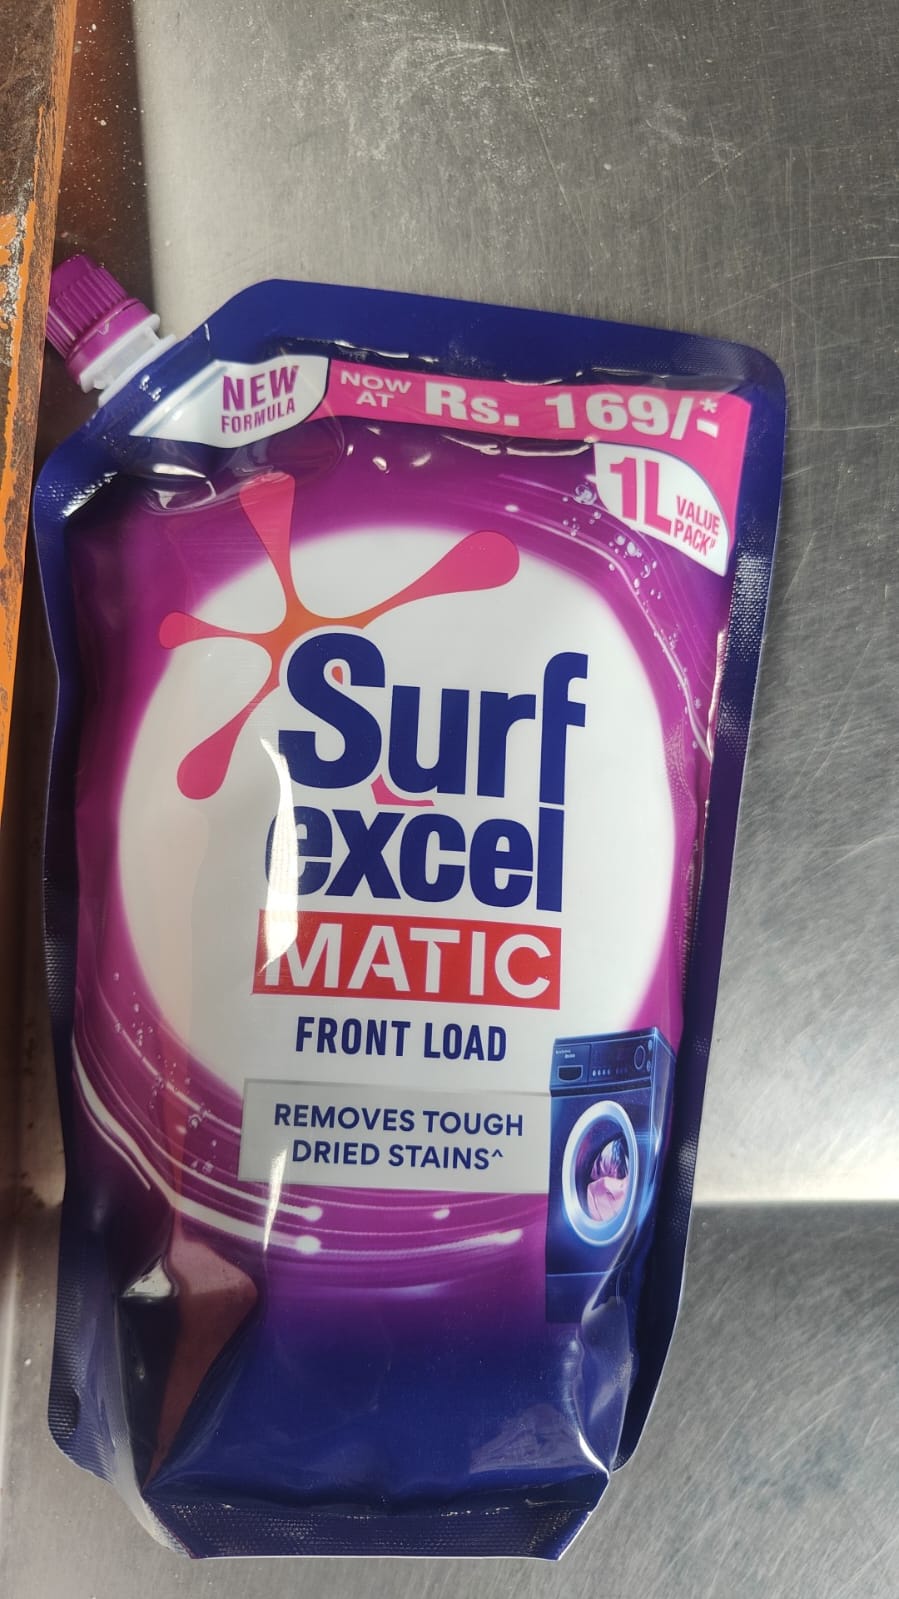 NEW
FORMULA
NOW
AT
Rs. 169/-*
1L
VALUE
PACK#
Surf
excel
MATIC
FRONT LOAD
REMOVES TOUGH
DRIED STAINS^